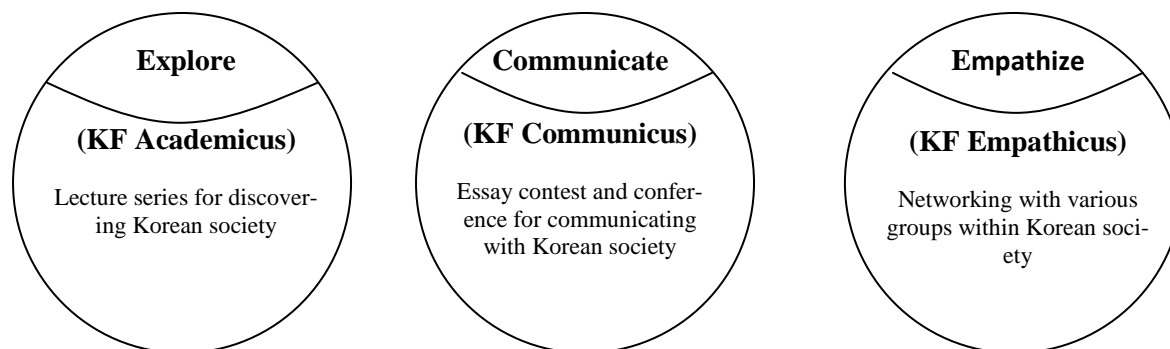 Explore
(KF Academicus)
Lecture series for discover-
ing Korean society
Communicate
(KF Communicus)
Essay contest and confer-
ence for communicating
with Korean society
Empathize
(KF Empathicus)
Networking with various
groups within Korean soci-
ety